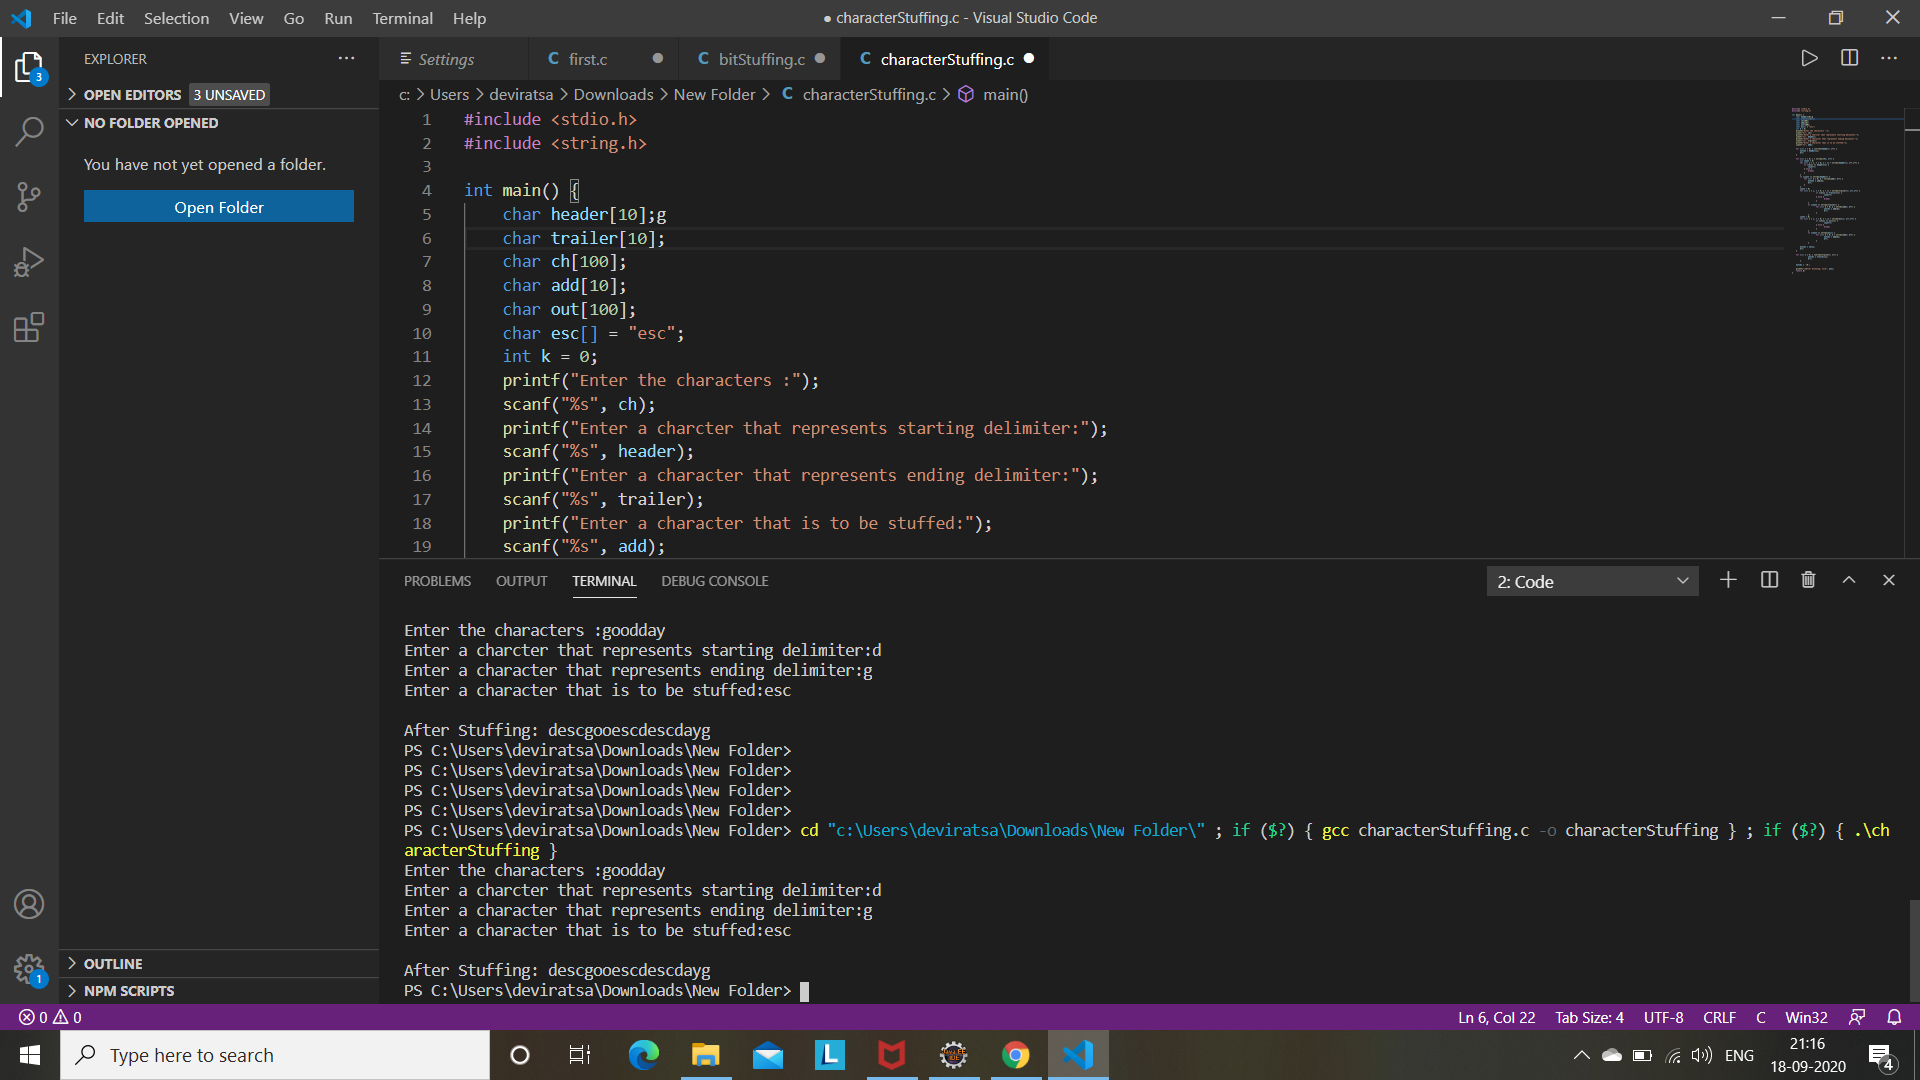 File Edit Selection View Go Run Terminal Help
● characterStuffing.c - Visual Studio Code
EXPLORER
OPEN EDITORS 3 UNSAVED
NO FOLDER OPENED
You have not yet opened a folder.
Open Folder
OUTLINE
NPM SCRIPTS
3
1
Settings
C first.c
C bitStuffing.c
C characterStuffing.c
c: > Users > deviratsa > Downloads > New Folder > C characterStuffing.c > main()
1 #include <stdio.h>
2 #include <string.h>
3
4 int main() {
5 char header[10];g
6 char trailer[10];
7 char ch[100];
8 char add[10];
9 char out[100];
10 char esc[] = "esc";
11 int k = 0;
12 printf("Enter the characters :");
13 scanf("%s", ch);
14 printf("Enter a charcter that represents starting delimiter:");
15 scanf("%s", header);
16 printf("Enter a character that represents ending delimiter:");
17 scanf("%s", trailer);
18 printf("Enter a character that is to be stuffed:");
19 scanf("%s", add);
PROBLEMS OUTPUT TERMINAL DEBUG CONSOLE
2: Code
Enter the characters :goodday
Enter a charcter that represents starting delimiter:d
Enter a character that represents ending delimiter:g
Enter a character that is to be stuffed:esc
After Stuffing: descgooescdescdayg
PS C:\Users\deviratsa\Downloads\New Folder>
PS C:\Users\deviratsa\Downloads\New Folder>
PS C:\Users\deviratsa\Downloads\New Folder>
PS C:\Users\deviratsa\Downloads\New Folder>
PS C:\Users\deviratsa\Downloads\New Folder> cd "c:\Users\deviratsa\Downloads\New Folder\" ; if ($?) { gcc characterStuffing.c -o characterStuffing } ; if ($?) { .\ch
aracterStuffing }
Enter the characters :goodday
Enter a charcter that represents starting delimiter:d
Enter a character that represents ending delimiter:g
Enter a character that is to be stuffed:esc
After Stuffing: descgooescdescdayg
PS C:\Users\deviratsa\Downloads\New Folder>
0 0
Ln 6, Col 22 Tab Size: 4 UTF-8 CRLF C Win32
Type here to search
L
ENG
21:16
18-09-2020
4